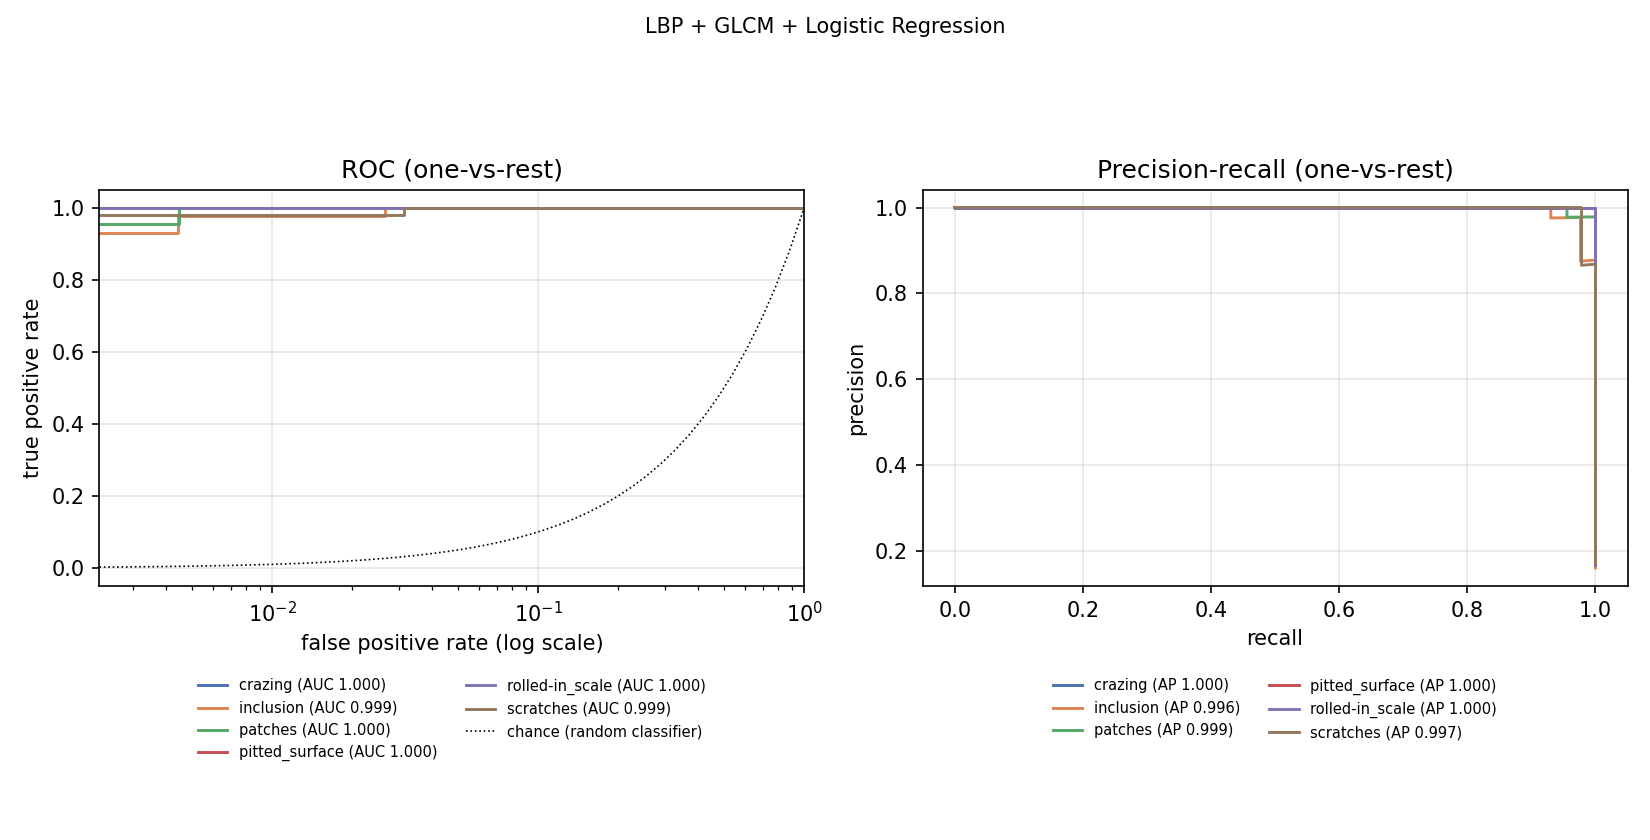 LBP + GLCM + Logistic Regression
ROC (one-vs-rest)
1.0
0.8
0.6
0.4
0.2
0.0
true positive rate
10⁻²
10⁻¹
10⁰
false positive rate (log scale)
crazing (AUC 1.000)
inclusion (AUC 0.999)
patches (AUC 1.000)
pitted_surface (AUC 1.000)
rolled-in_scale (AUC 1.000)
scratches (AUC 0.999)
chance (random classifier)
Precision-recall (one-vs-rest)
1.0
0.8
0.6
0.4
0.2
precision
0.0
0.2
0.4
0.6
0.8
1.0
recall
crazing (AP 1.000)
inclusion (AP 0.996)
patches (AP 0.999)
pitted_surface (AP 1.000)
rolled-in_scale (AP 1.000)
scratches (AP 0.997)